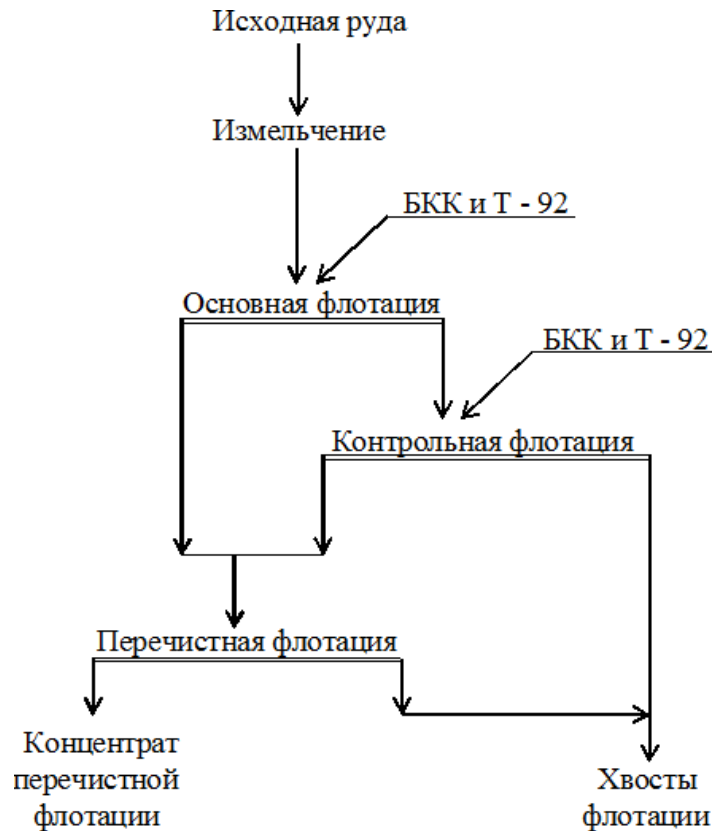 Исходная руда
Измельчение
БКК и Т - 92
Основная флотация
БКК и Т - 92
Контрольная флотация
Перечистная флотация
Концентрат
перечистной
флотации
Хвосты
флотации